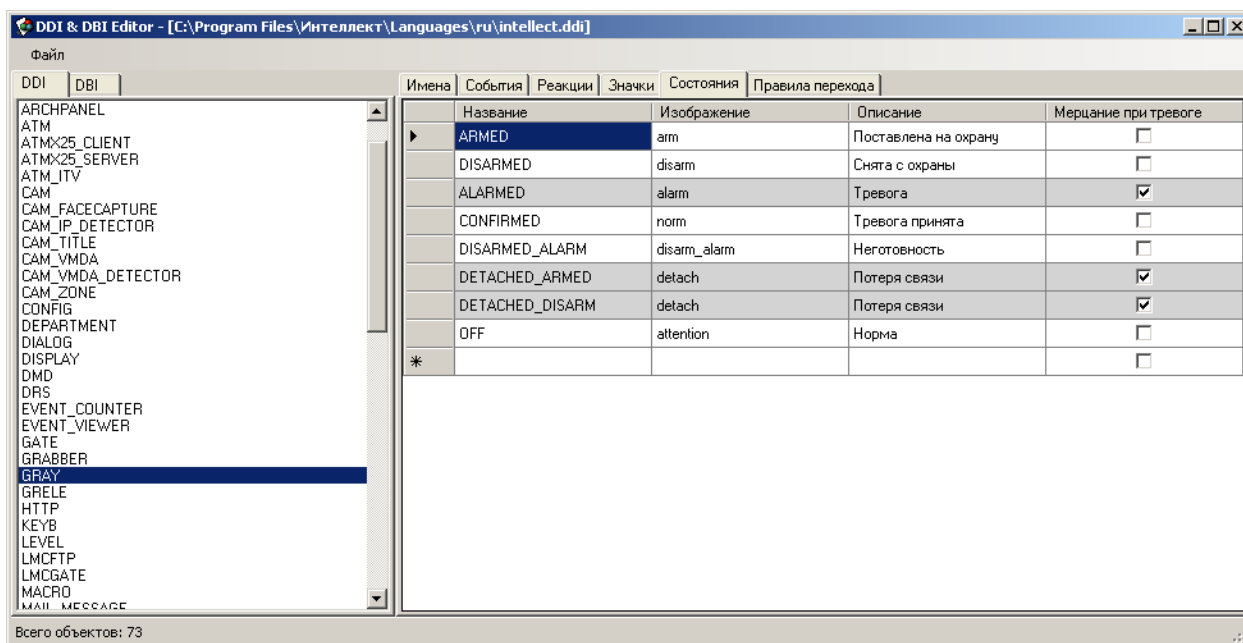 DDI & DBI Editor - [C:\Program Files\Интеллект\Languages\ru\intellect.ddi]
Файл
DDI DBI
ARCHPANEL
ATM
ATMX25_CLIENT
ATMX25_SERVER
ATM_ITV
CAM
CAM_FACECAPTURE
CAM_IP_DETECTOR
CAM_TITLE
CAM_VMDA
CAM_VMDA_DETECTOR
CAM_ZONE
CONFIG
DEPARTMENT
DIALOG
DISPLAY
DMD
DRS
EVENT_COUNTER
EVENT_VIEWER
GATE
GRABBER
GRAY
GRELE
HTTP
KEYB
LEVEL
LMCFTP
LMCGATE
MACRO
MAIL_MESSAGE
Имена События Реакции Значки Состояния Правила перехода
Название Изображение Описание Мерцание при тревоге
ARMED arm Поставлена на охрану
DISARMED disarm Снята с охраны
ALARMED alarm Тревога
CONFIRMED norm Тревога принята
DISARMED_ALARM disarm_alarm Неготовность
DETACHED_ARMED detach Потеря связи
DETACHED_DISARM detach Потеря связи
OFF attention Норма
Всего объектов: 73